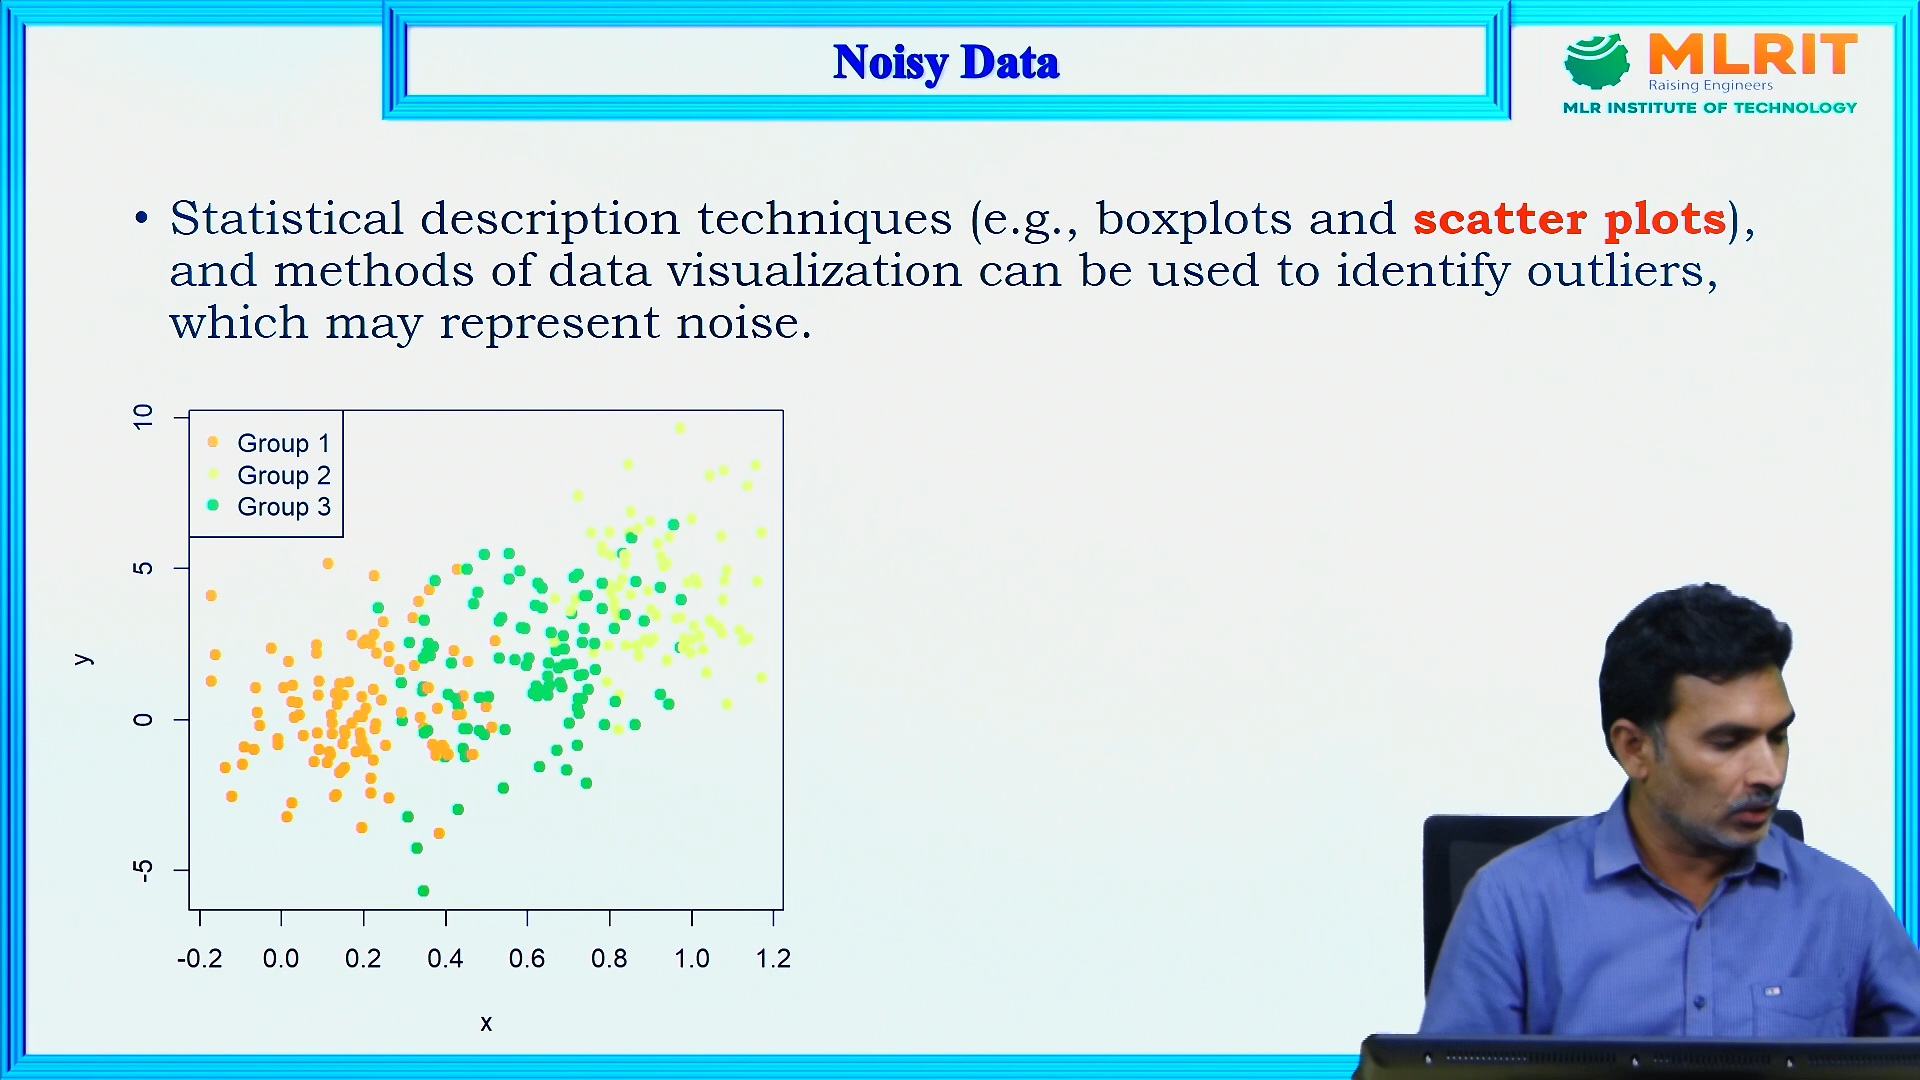 Noisy Data
MLRIT
Raising Engineers
MLR INSTITUTE OF TECHNOLOGY
• Statistical description techniques (e.g., boxplots and scatter plots),
and methods of data visualization can be used to identify outliers,
which may represent noise.
10
5
0
-5
y
Group 1
Group 2
Group 3
-0.2 0.0 0.2 0.4 0.6 0.8 1.0 1.2
x